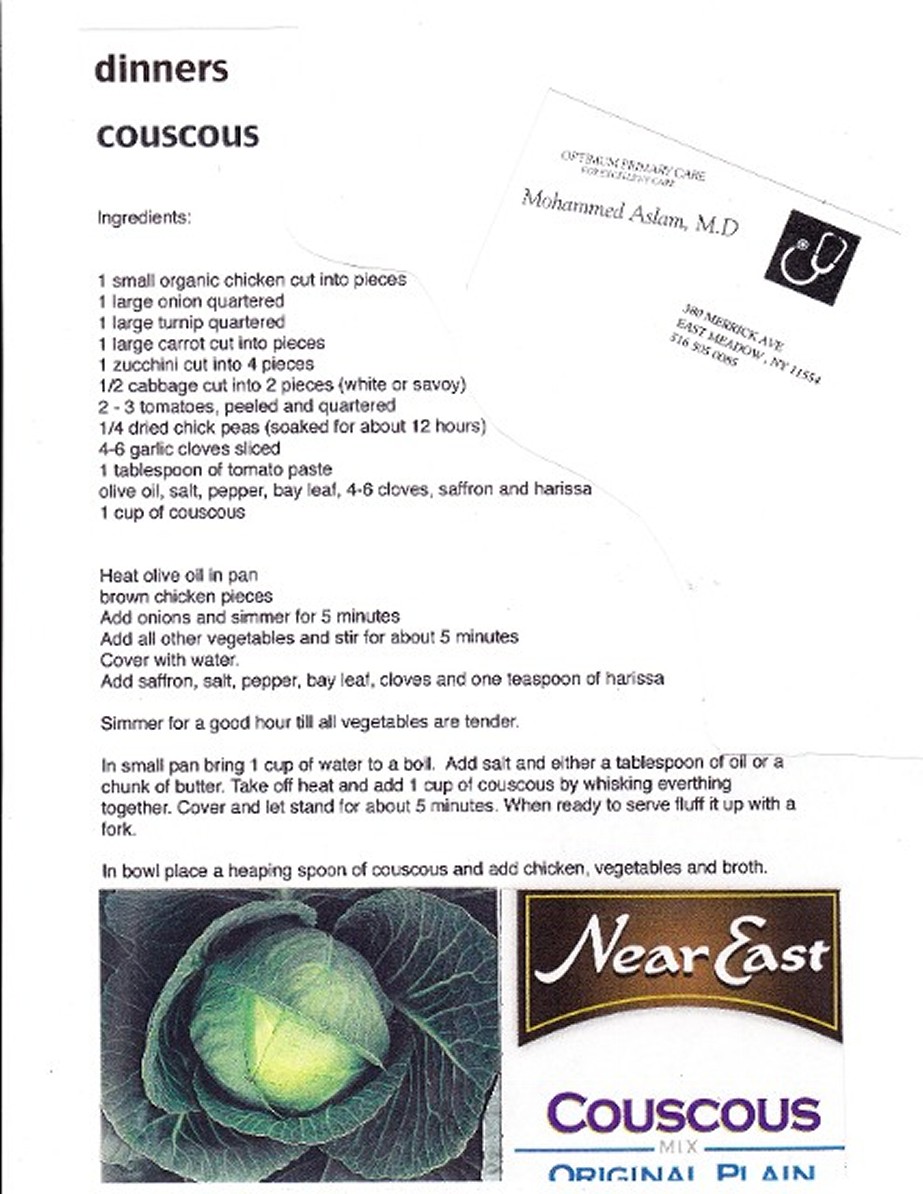 dinners
couscous
OPTIMUM PRIMARY CARE
FOR EXCELLENT CARE
Mohammed Aslam, M.D
380 MERRICK AVE
EAST MEADOW, NY 11554
516 505 0085
Ingredients:
1 small organic chicken cut into pieces
1 large onion quartered
1 large turnip quartered
1 large carrot cut into pieces
1 zucchini cut into 4 pieces
1/2 cabbage cut into 2 pieces (white or savoy)
2 - 3 tomatoes, peeled and quartered
1/4 dried chick peas (soaked for about 12 hours)
4-6 garlic cloves sliced
1 tablespoon of tomato paste
olive oil, salt, pepper, bay leaf, 4-6 cloves, saffron and harissa
1 cup of couscous
Heat olive oil in pan
brown chicken pieces
Add onions and simmer for 5 minutes
Add all other vegetables and stir for about 5 minutes
Cover with water.
Add saffron, salt, pepper, bay leaf, cloves and one teaspoon of harissa
Simmer for a good hour till all vegetables are tender.
In small pan bring 1 cup of water to a boil. Add salt and either a tablespoon of oil or a
chunk of butter. Take off heat and add 1 cup of couscous by whisking everthing
together. Cover and let stand for about 5 minutes. When ready to serve fluff it up with a
fork.
In bowl place a heaping spoon of couscous and add chicken, vegetables and broth.
Near East
COUSCOUS
MIX
ORIGINAL PLAIN